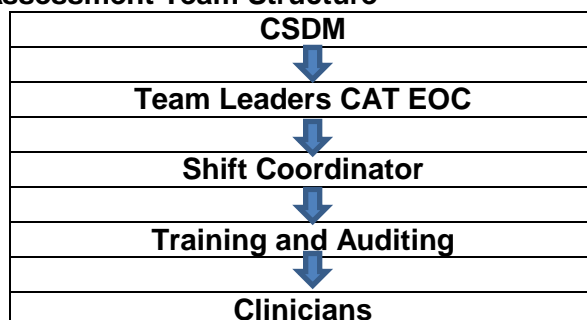 Assessment Team Structure
CSDM
Team Leaders CAT EOC
Shift Coordinator
Training and Auditing
Clinicians